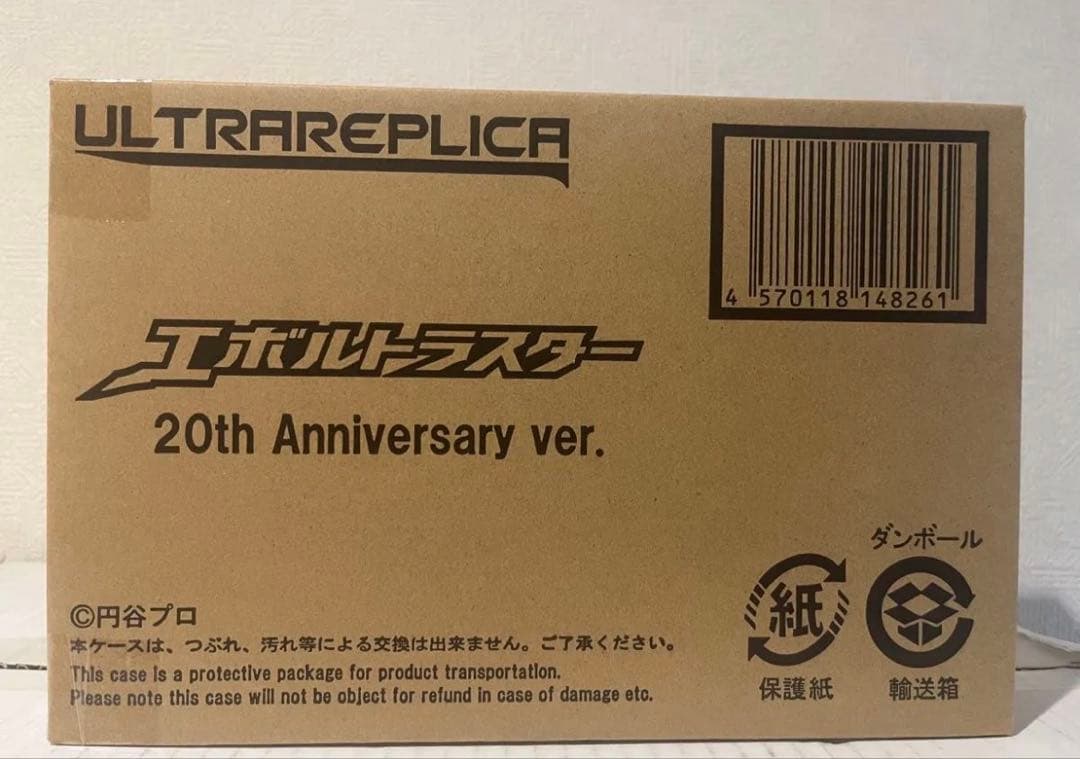 ULTRAREPLICA
4 570118 148261
エボルトラスター
20th Anniversary ver.
ダンボール
紙
保護紙
輸送箱
©円谷プロ
本ケースは、つぶれ、汚れ等による交換は出来ません。ご了承ください。
This case is a protective package for product transportation.
Please note this case will not be object for refund in case of damage etc.